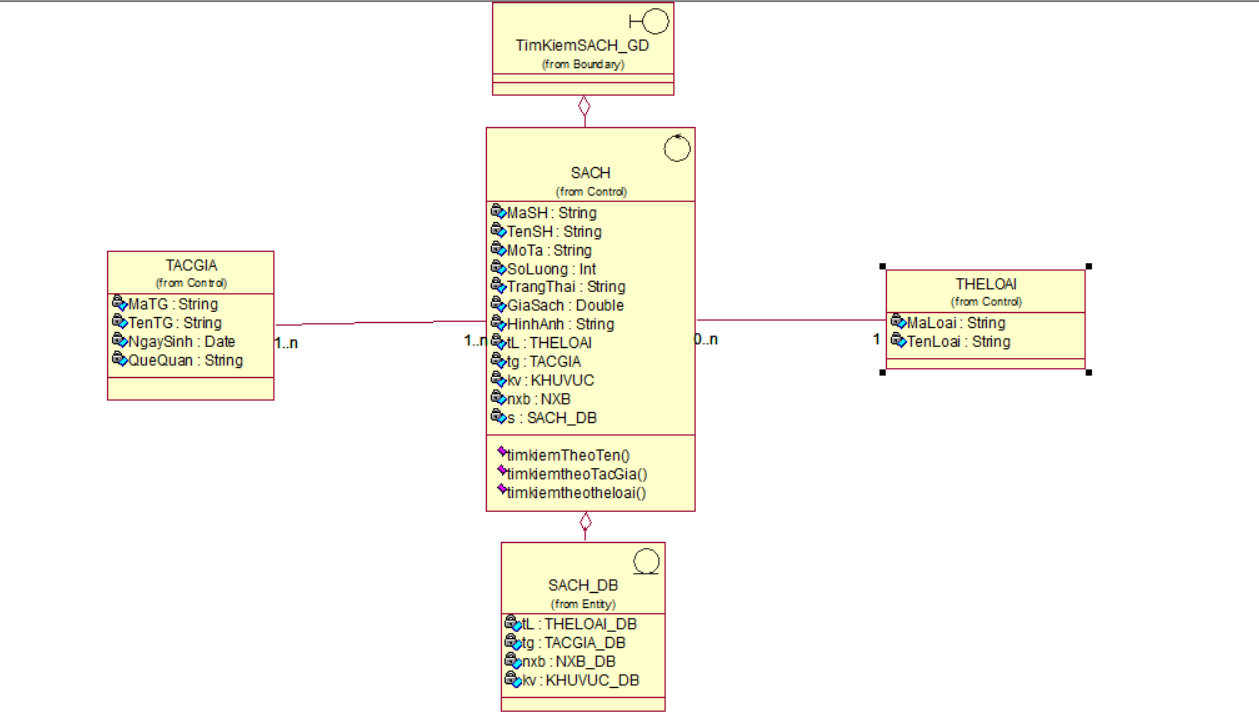 TimKiemSACH_GD
(from Boundary)
SACH
(from Control)
MaSH : String
TenSH : String
MoTa : String
SoLuong : Int
TrangThai : String
GiaSach : Double
HinhAnh : String
tL : THELOAI
tg : TACGIA
kv : KHUVUC
nxb : NXB
s : SACH_DB
timkiemTheoTen()
timkiemtheoTacGia()
timkiemtheotheloai()
TACGIA
(from Control)
MaTG : String
TenTG : String
NgaySinh : Date
QueQuan : String
1..n
1..n
0..n
1
THELOAI
(from Control)
MaLoai : String
TenLoai : String
SACH_DB
(from Entity)
tL : THELOAI_DB
tg : TACGIA_DB
nxb : NXB_DB
kv : KHUVUC_DB